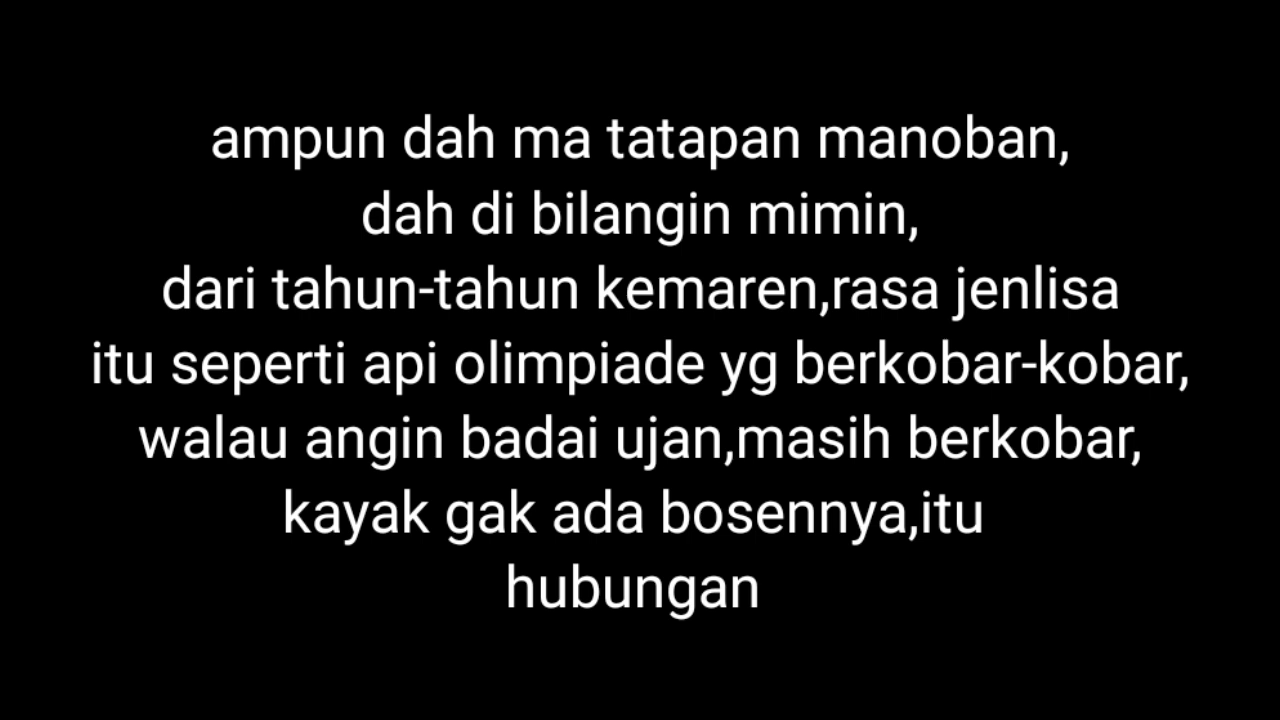 ampun dah ma tatapan manoban,
dah di bilangin mimin,
dari tahun-tahun kemaren,rasa jenlisa
itu seperti api olimpiade yg berkobar-kobar,
walau angin badai ujan,masih berkobar,
kayak gak ada bosennya,itu
hubungan